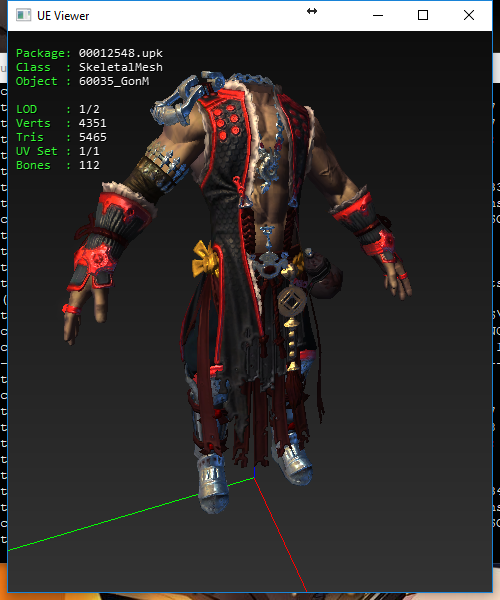 UE Viewer
Package: 00012548.upk
Class : SkeletalMesh
Object : 60035_GonM
LOD : 1/2
Verts : 4351
Tris : 5465
UV Set : 1/1
Bones : 112